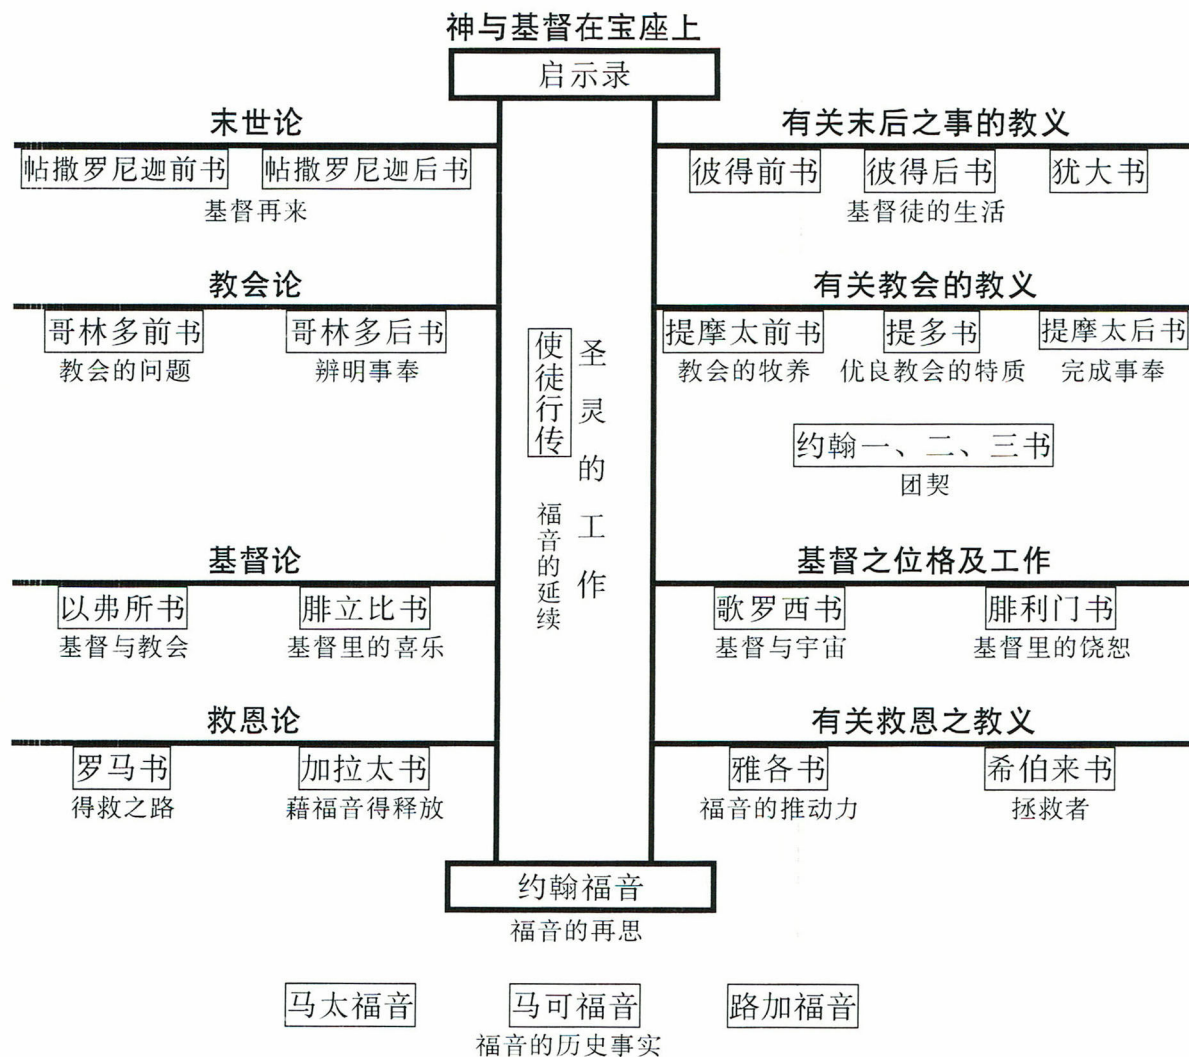 神与基督在宝座上
启示录
末世论
有关末后之事的教义
帖撒罗尼迦前书 帖撒罗尼迦后书
彼得前书 彼得后书 犹大书
基督再来
基督徒的生活
教会论
有关教会的教义
哥林多前书 哥林多后书
提摩太前书 提多书 提摩太后书
教会的问题 辨明事奉
教会的牧养 优良教会的特质 完成事奉
使徒行传
圣灵的工作
福音的延续
约翰一、二、三书
团契
基督论
基督之位格及工作
以弗所书 腓立比书
歌罗西书 腓利门书
基督与教会 基督里的喜乐
基督与宇宙 基督里的饶恕
救恩论
有关救恩之教义
罗马书 加拉太书
雅各书 希伯来书
得救之路 藉福音得释放
福音的推动力 拯救者
约翰福音
福音的再思
马太福音 马可福音 路加福音
福音的历史事实